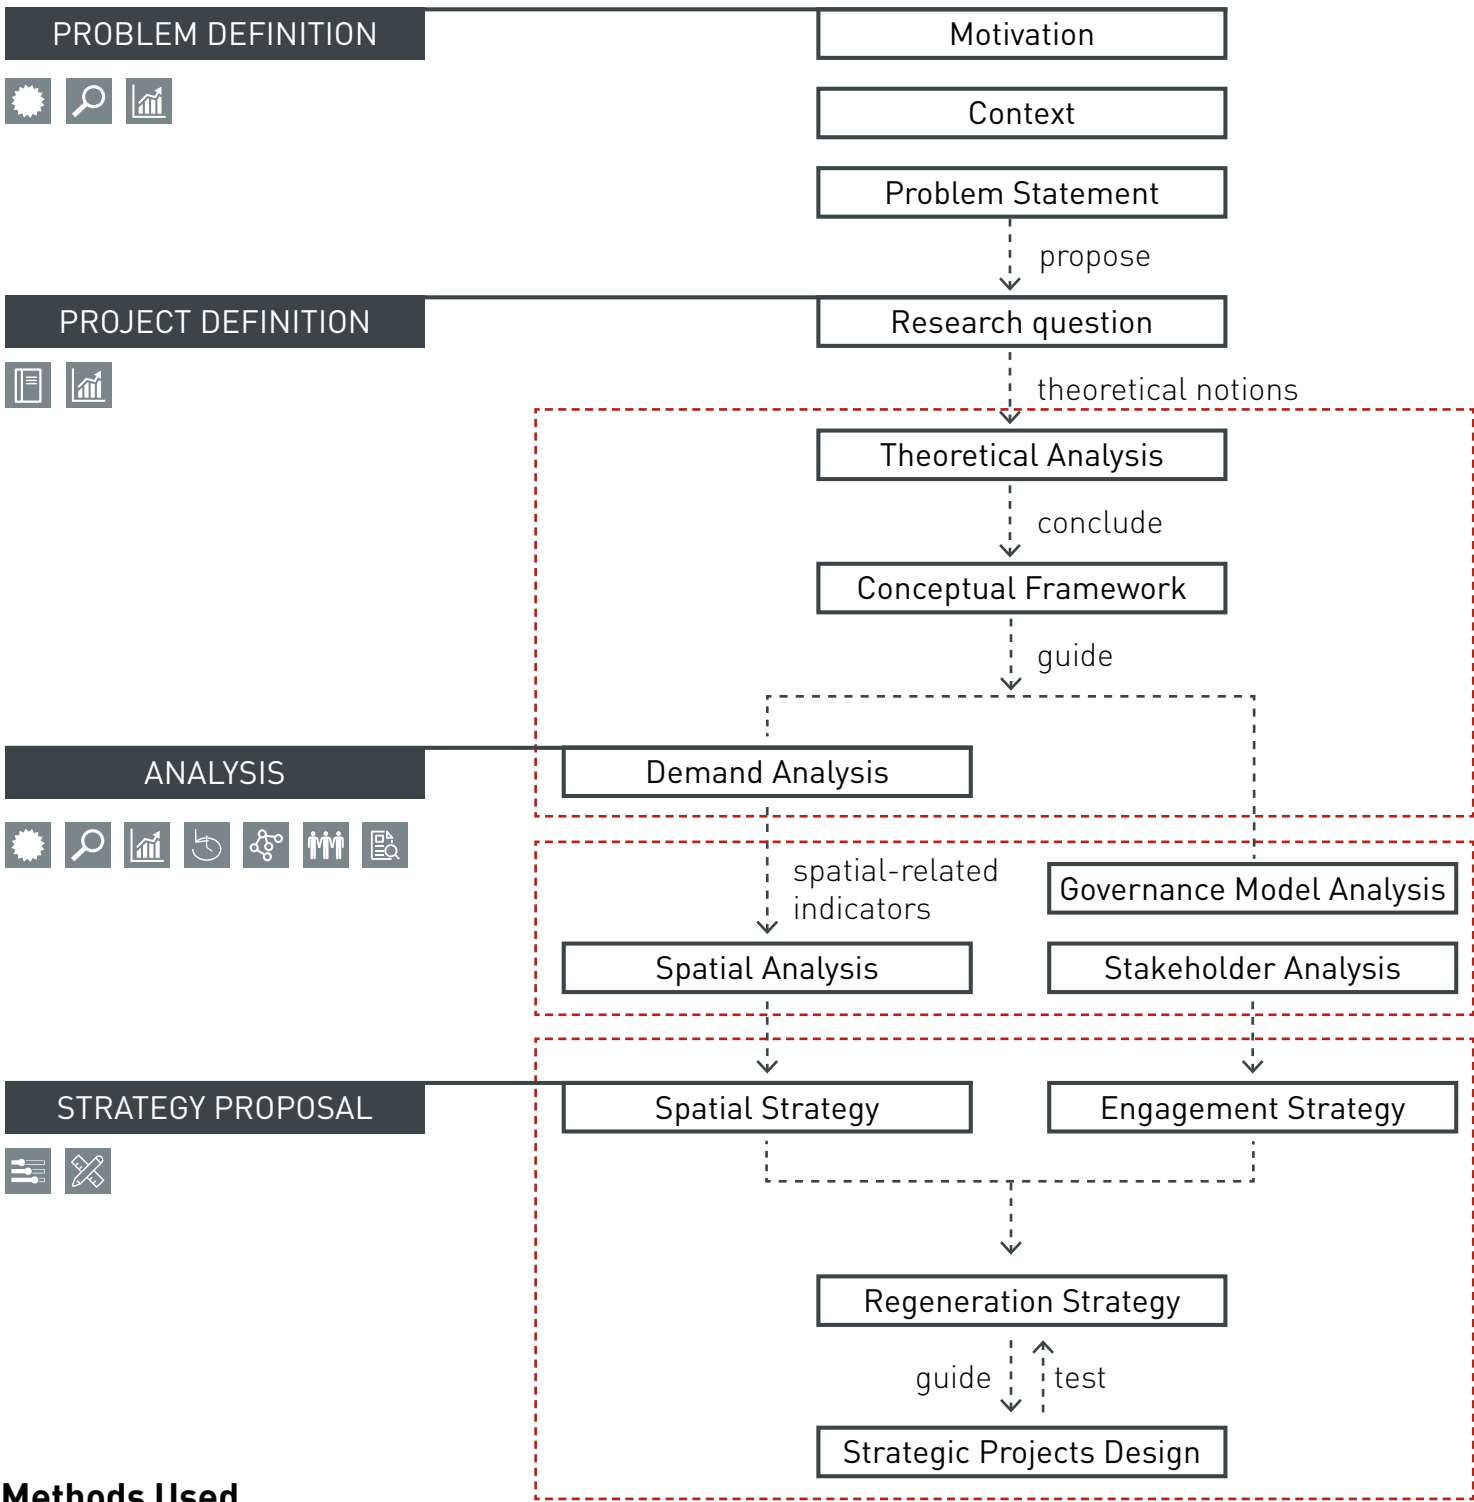 PROBLEM DEFINITION
Motivation
Context
Problem Statement
propose
PROJECT DEFINITION
Research question
theoretical notions
Theoretical Analysis
conclude
Conceptual Framework
guide
ANALYSIS
Demand Analysis
spatial-related
indicators
Governance Model Analysis
Spatial Analysis
Stakeholder Analysis
STRATEGY PROPOSAL
Spatial Strategy
Engagement Strategy
Regeneration Strategy
guide
test
Strategic Projects Design
Methods Used